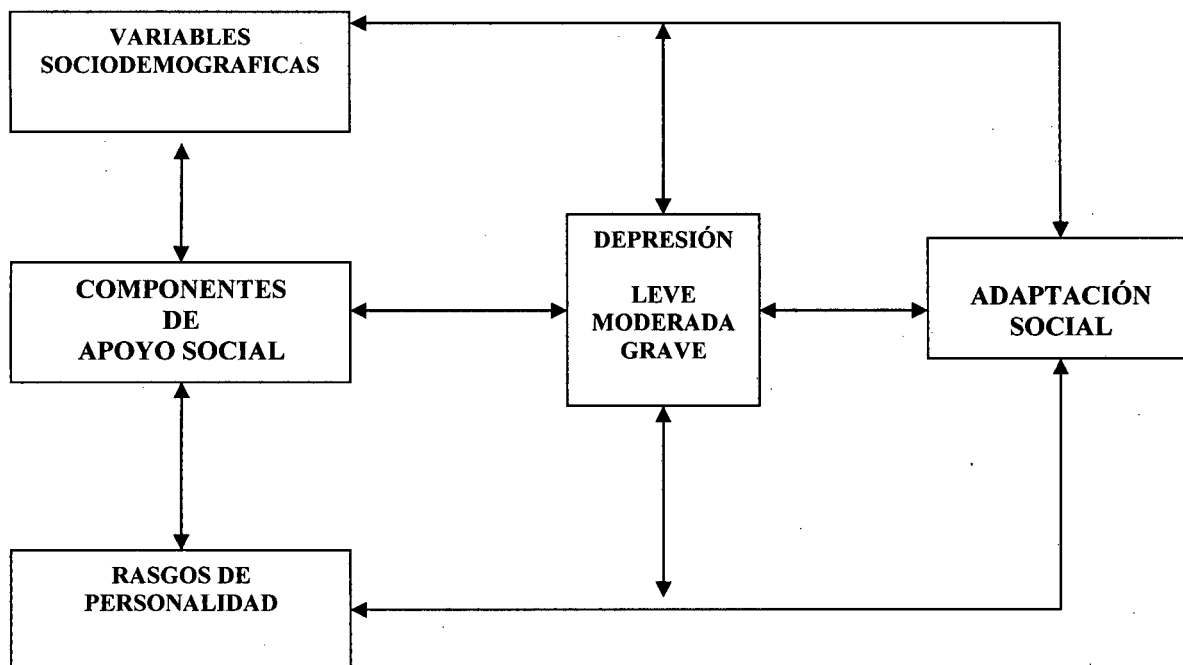 VARIABLES
SOCIODEMOGRAFICAS
DEPRESIÓN
LEVE
MODERADA
GRAVE
COMPONENTES
DE
APOYO SOCIAL
ADAPTACIÓN
SOCIAL
RASGOS DE
PERSONALIDAD